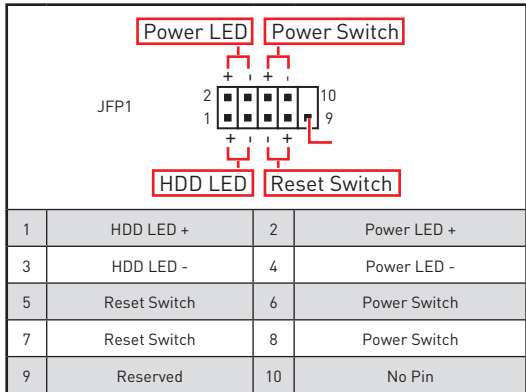 Power LED Power Switch
+ - + -
JFP1
2 10
1 9
+ - - +
HDD LED Reset Switch
1 HDD LED + 2 Power LED +
3 HDD LED - 4 Power LED -
5 Reset Switch 6 Power Switch
7 Reset Switch 8 Power Switch
9 Reserved 10 No Pin